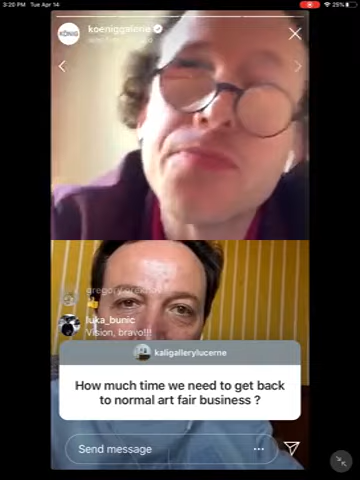 3:20 PM Tue Apr 14
25%
KÖNIG
koeniggalerie
luka_bunic
Vision, bravo!!!
kaligallerylucerne
How much time we need to get back
to normal art fair business ?
Send message